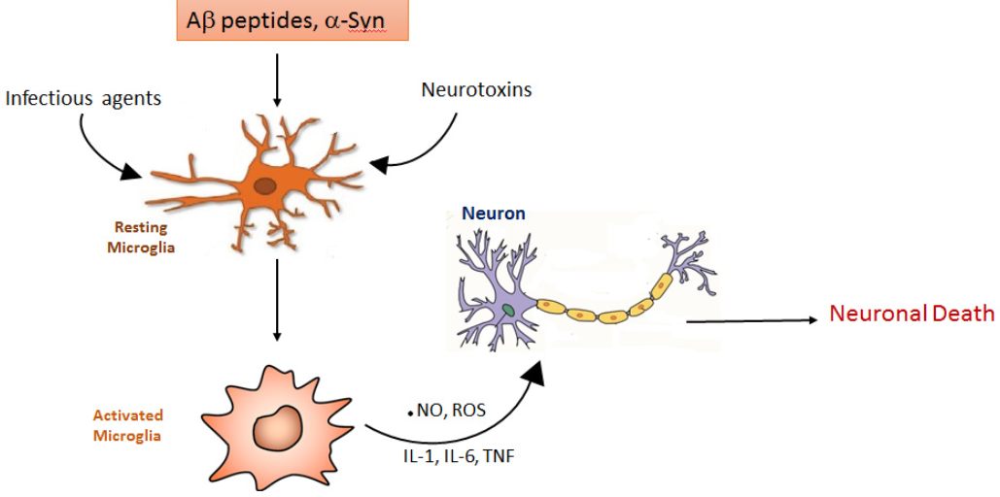 Aβ peptides, α-Syn
Infectious agents
Neurotoxins
Resting
Microglia
Neuron
Neuronal Death
Activated
Microglia
•NO, ROS
IL-1, IL-6, TNF